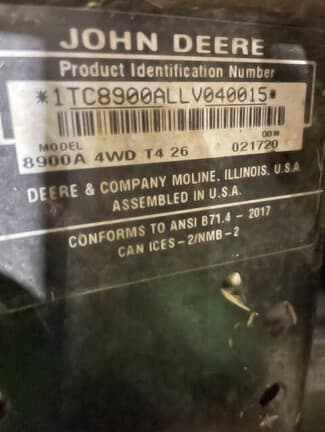 JOHN DEERE
Product Identification Number
*1TC8900ALLV040015*
MODEL
8900A 4WD T4 26 021720
DEERE & COMPANY MOLINE, ILLINOIS, U.S.A
ASSEMBLED IN U.S.A.
CONFORMS TO ANSI B71.4 - 2017
CAN ICES-2/NMB-2